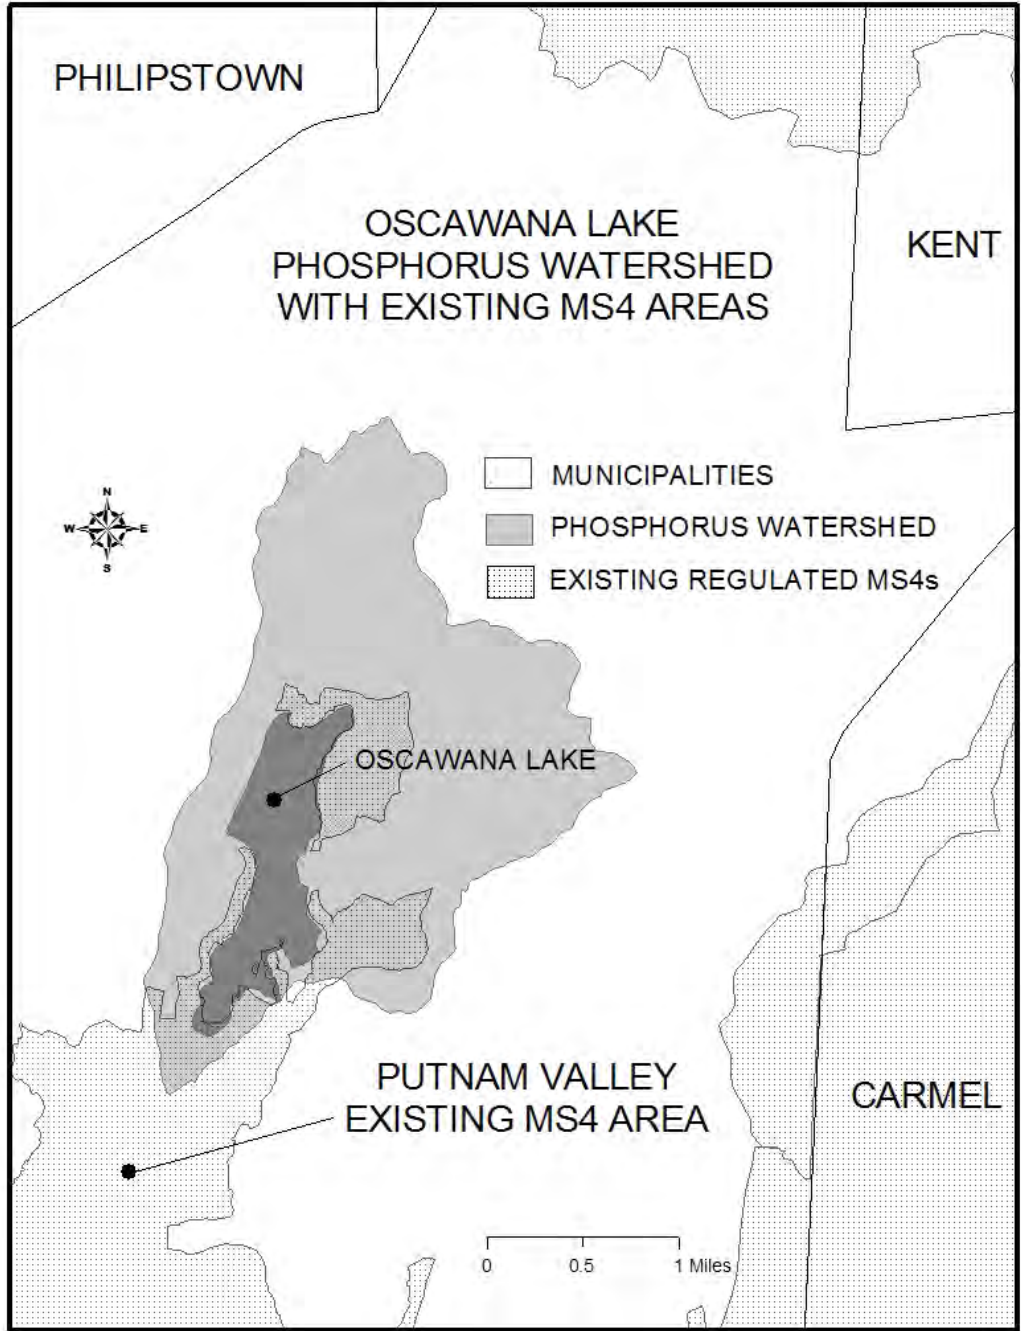 PHILIPSTOWN
OSCAWANA LAKE
PHOSPHORUS WATERSHED
WITH EXISTING MS4 AREAS
KENT
MUNICIPALITIES
PHOSPHORUS WATERSHED
EXISTING REGULATED MS4s
N
W E
S
OSCAWANA LAKE
PUTNAM VALLEY
EXISTING MS4 AREA
CARMEL
0 0.5 1 Miles